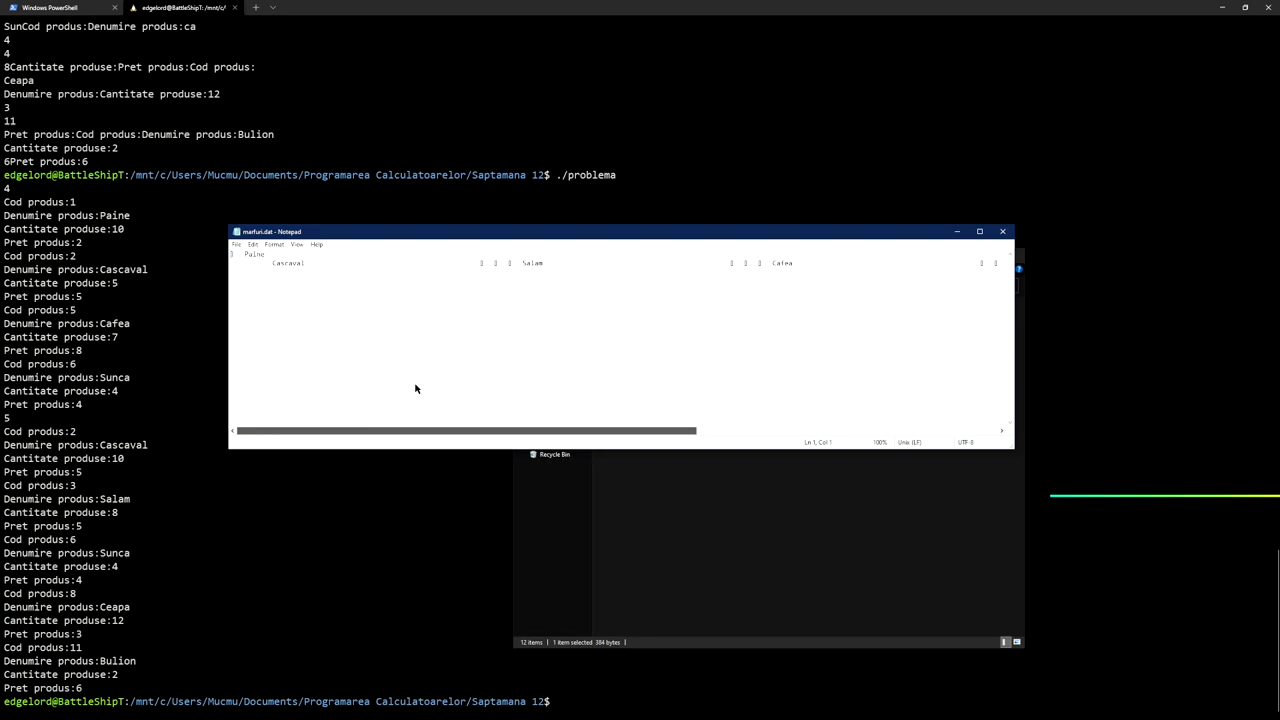 Windows PowerShell
edgelord@BattleShipT: /mnt/c/
SunCod produs:Denumire produs:ca
4
4
8Cantitate produse:Pret produs:Cod produs:
Ceapa
Denumire produs:Cantitate produse:12
3
11
Pret produs:Cod produs:Denumire produs:Bulion
Cantitate produse:2
6Pret produs:6
edgelord@BattleShipT:/mnt/c/Users/Mucmu/Documents/Programarea Calculatoarelor/Saptamana 12$ ./problema
4
Cod produs:1
Denumire produs:Paine
Cantitate produse:10
Pret produs:2
Cod produs:2
Denumire produs:Cascaval
Cantitate produse:5
Pret produs:5
Cod produs:5
Denumire produs:Cafea
Cantitate produse:7
Pret produs:8
Cod produs:6
Denumire produs:Sunca
Cantitate produse:4
Pret produs:4
5
Cod produs:2
Denumire produs:Cascaval
Cantitate produse:10
Pret produs:5
Cod produs:3
Denumire produs:Salam
Cantitate produse:8
Pret produs:5
Cod produs:6
Denumire produs:Sunca
Cantitate produse:4
Pret produs:4
Cod produs:8
Denumire produs:Ceapa
Cantitate produse:12
Pret produs:3
Cod produs:11
Denumire produs:Bulion
Cantitate produse:2
Pret produs:6
edgelord@BattleShipT:/mnt/c/Users/Mucmu/Documents/Programarea Calculatoarelor/Saptamana 12$
marfuri.dat - Notepad
File Edit Format View Help
Paine
Cascaval Salam Cafea
Ln 1, Col 1 100% Unix (LF) UTF-8
Recycle Bin
12 items 1 item selected 384 bytes